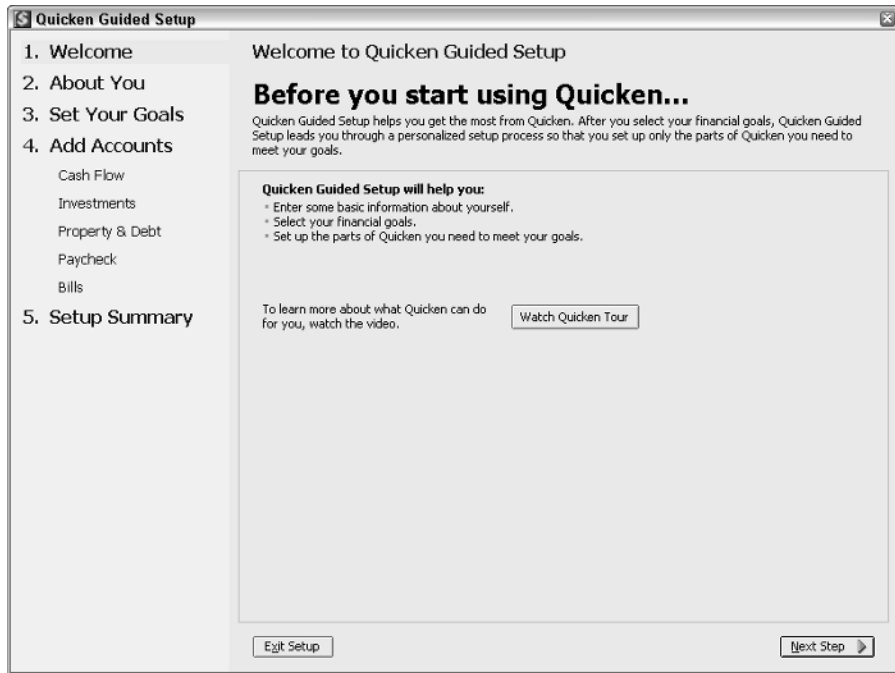 Quicken Guided Setup
1. Welcome
2. About You
3. Set Your Goals
4. Add Accounts
Cash Flow
Investments
Property & Debt
Paycheck
Bills
5. Setup Summary
Welcome to Quicken Guided Setup
Before you start using Quicken...
Quicken Guided Setup helps you get the most from Quicken. After you select your financial goals, Quicken Guided
Setup leads you through a personalized setup process so that you set up only the parts of Quicken you need to
meet your goals.
Quicken Guided Setup will help you:
Enter some basic information about yourself.
Select your financial goals.
Set up the parts of Quicken you need to meet your goals.
To learn more about what Quicken can do
for you, watch the video.
Watch Quicken Tour
Exit Setup
Next Step